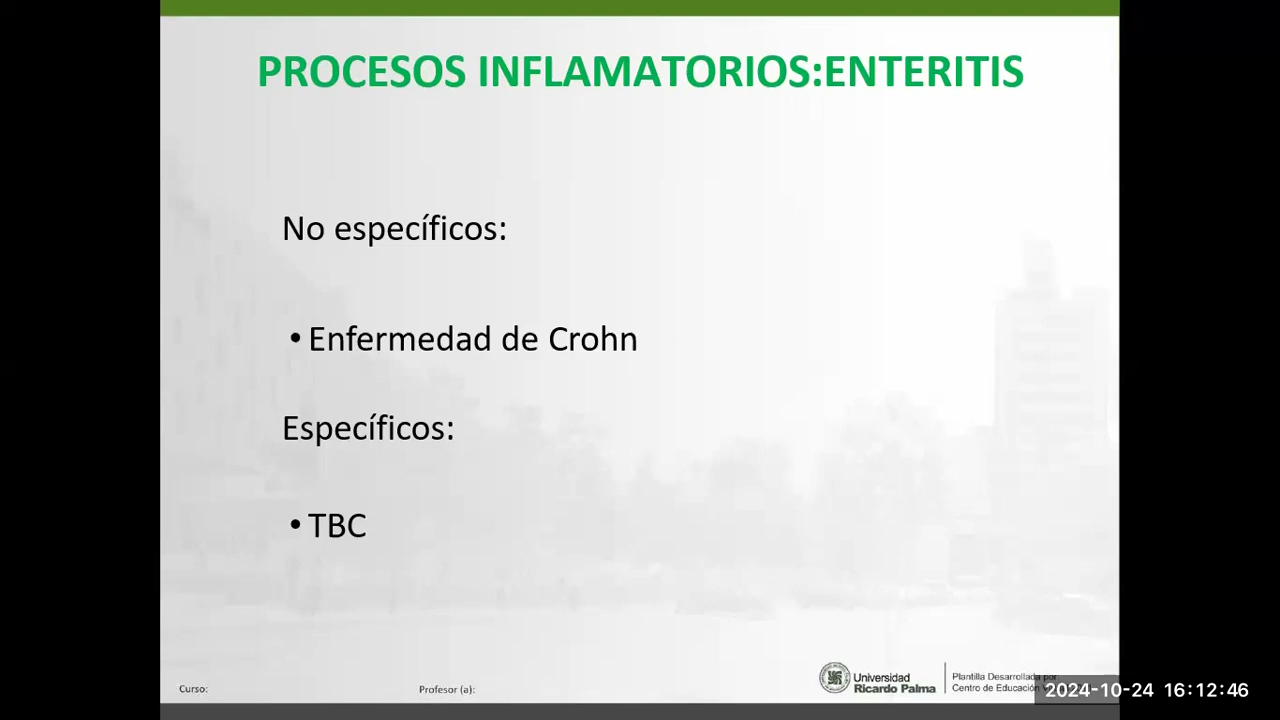 PROCESOS INFLAMATORIOS:ENTERITIS
No específicos:
• Enfermedad de Crohn
Específicos:
• TBC
Curso:
Profesor (a):
Universidad
Ricardo Palma
Plantilla Desarrollada por
Centro de Educación
2024-10-24 16:12:46